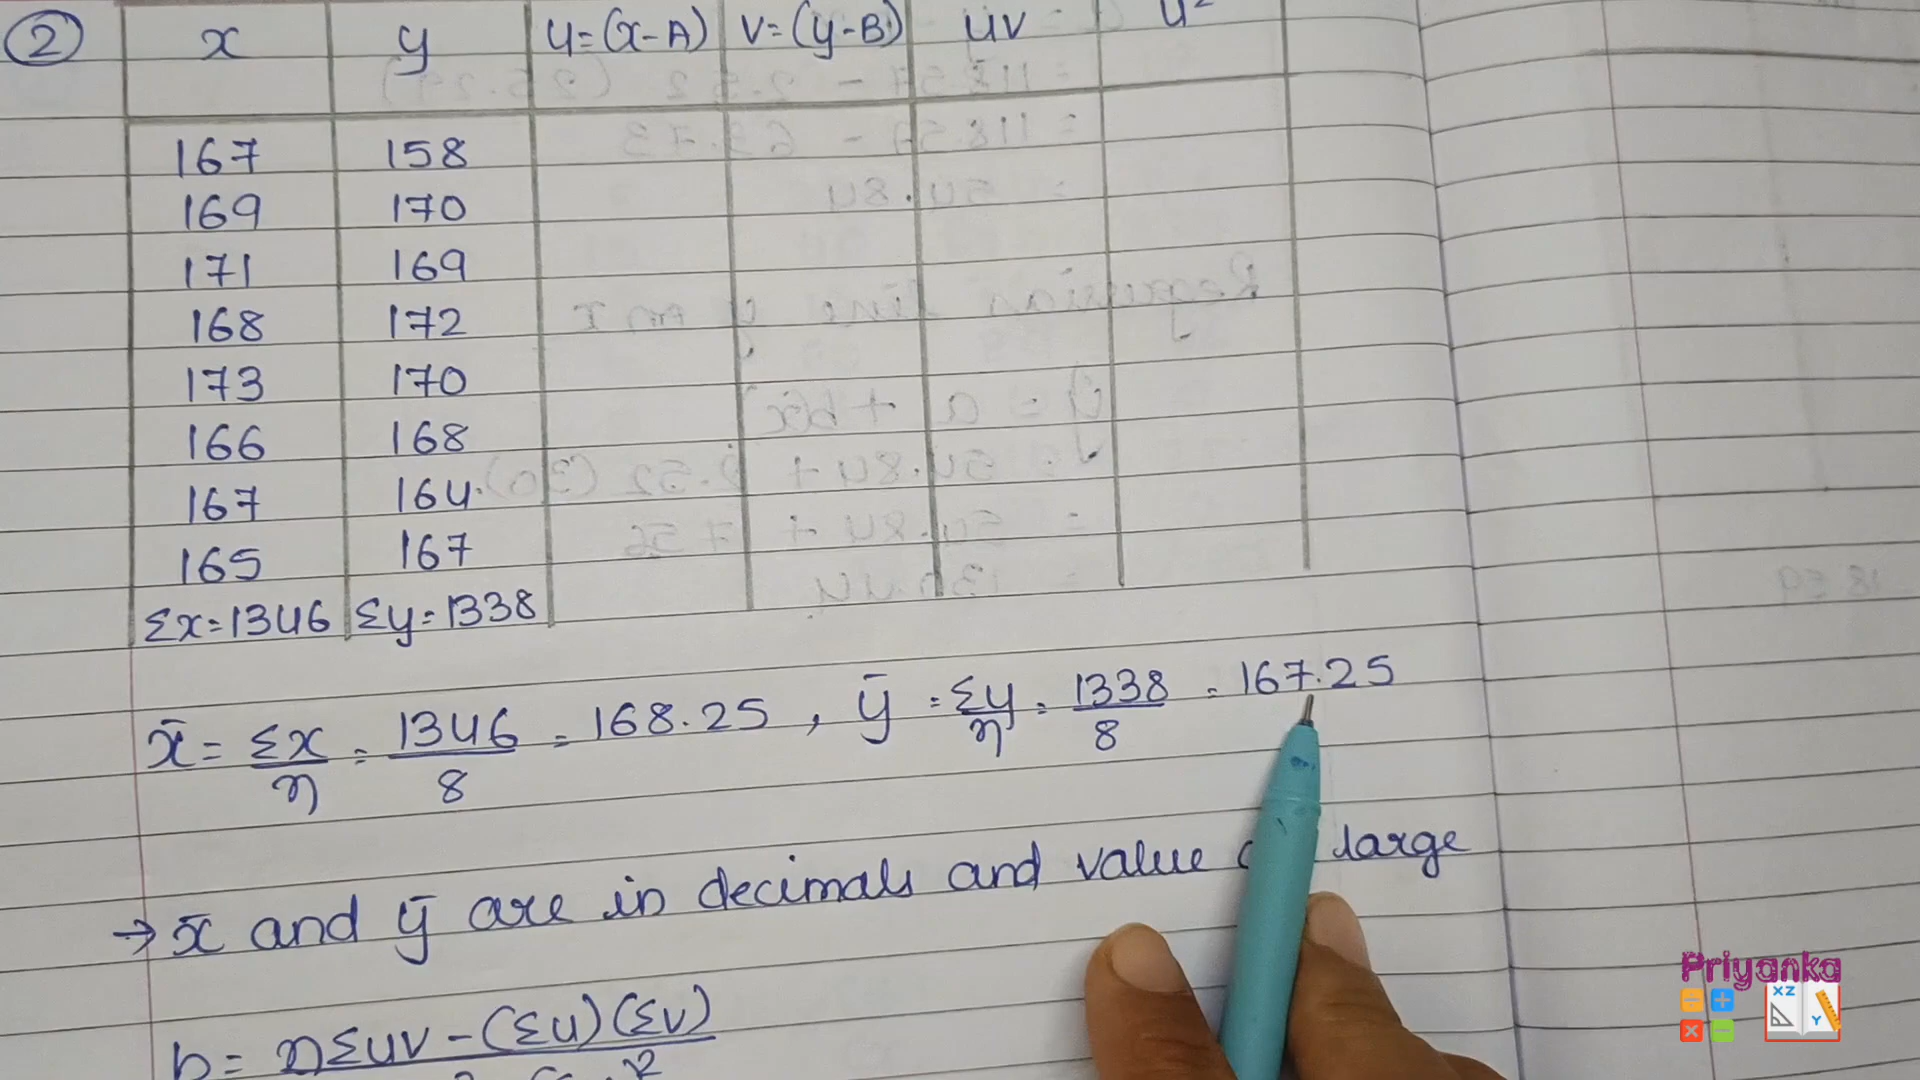 ② x y u=(x-A) v=(y-B) uv u²
167 158
169 170
171 169
168 172
173 170
166 168
167 164
165 167
Σx=1346 Σy=1338
x̄ = Σx/n = 1346/8 = 168.25 , ȳ = Σy/n = 1338/8 = 167.25
→ x̄ and ȳ are in decimals and value large
b = nΣuv - (Σu)(Σv)
Priyanka
XZ
Y